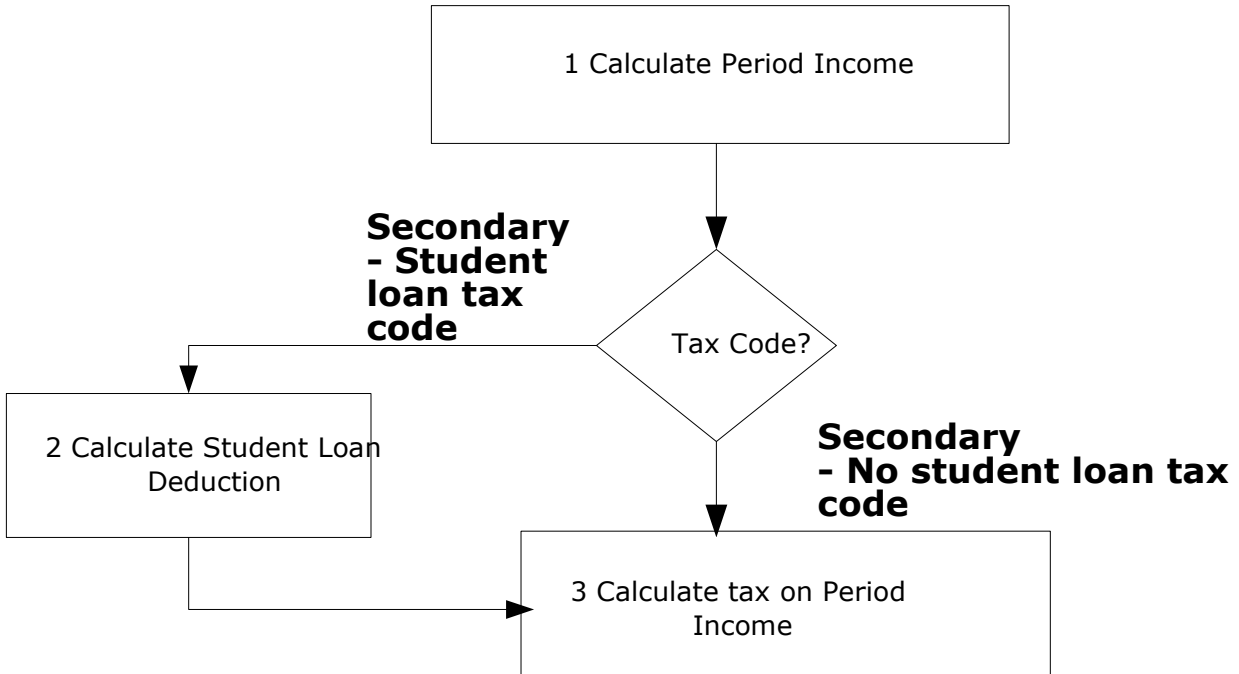 1 Calculate Period Income
Secondary
- Student
loan tax
code
Tax Code?
2 Calculate Student Loan
Deduction
Secondary
- No student loan tax
code
3 Calculate tax on Period
Income